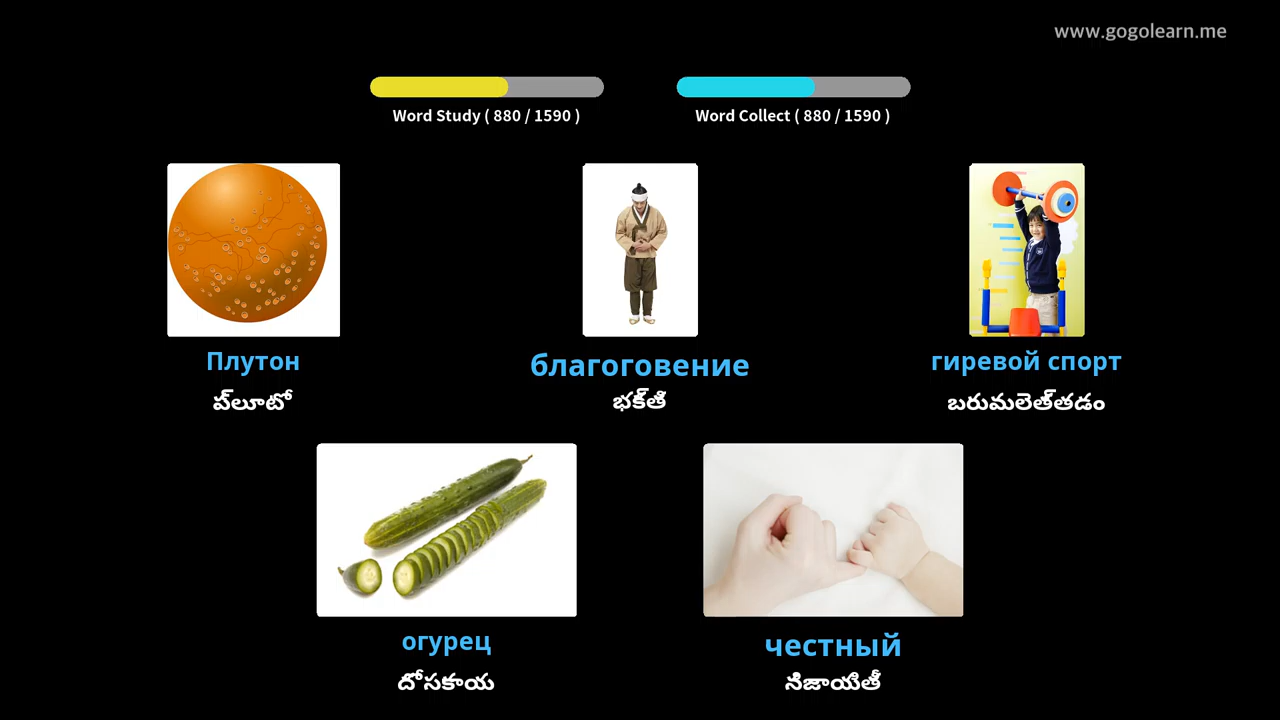 www.gogolearn.me
Word Study ( 880 / 1590 )
Word Collect ( 880 / 1590 )
Плутон
ప్లూటో
благоговение
భక్తి
гиревой спорт
బరువులెత్తడం
огурец
దోసకాయ
честный
నిజాయితీ